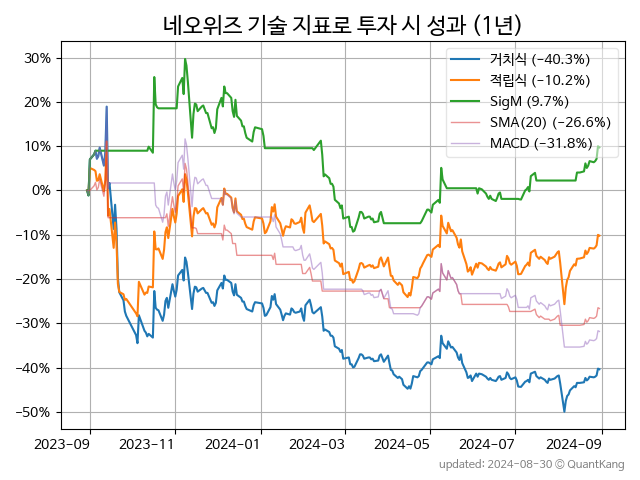 네오위즈 기술 지표로 투자 시 성과 (1년)
거치식 (−40.3%)
적립식 (−10.2%)
SigM (9.7%)
SMA(20) (−26.6%)
MACD (−31.8%)
30%
20%
10%
0%
−10%
−20%
−30%
−40%
−50%
2023-09 2023-11 2024-01 2024-03 2024-05 2024-07 2024-09
updated: 2024-08-30 © QuantKang